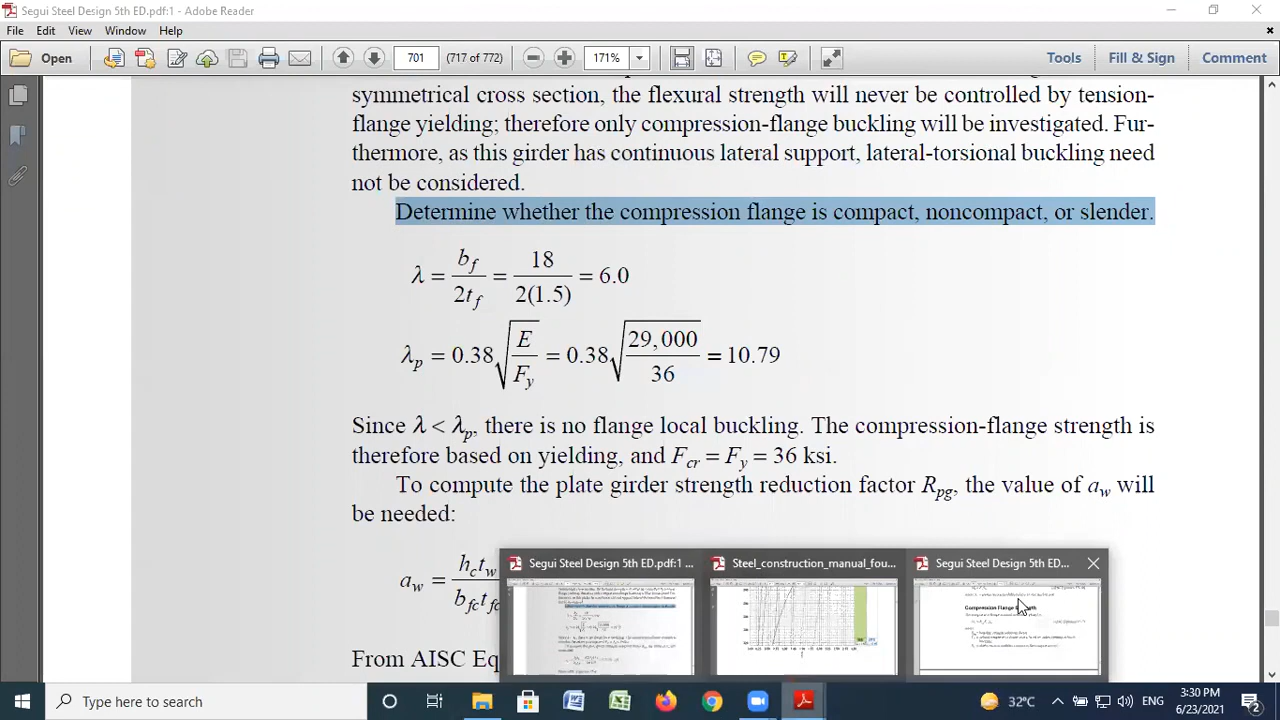 Segui Steel Design 5th ED.pdf:1 - Adobe Reader
File Edit View Window Help
Open 701 (717 of 772) 171% Tools Fill & Sign Comment
symmetrical cross section, the flexural strength will never be controlled by tension-
flange yielding; therefore only compression-flange buckling will be investigated. Fur-
thermore, as this girder has continuous lateral support, lateral-torsional buckling need
not be considered.
Determine whether the compression flange is compact, noncompact, or slender.
λ = b_f / 2t_f = 18 / 2(1.5) = 6.0
λ_p = 0.38 √(E / F_y) = 0.38 √(29,000 / 36) = 10.79
Since λ < λ_p, there is no flange local buckling. The compression-flange strength is
therefore based on yielding, and F_cr = F_y = 36 ksi.
To compute the plate girder strength reduction factor R_pg, the value of a_w will
be needed:
a_w = h_c t_w / b_fc t_fc
From AISC Eq
Segui Steel Design 5th ED.pdf:1 ...
Steel_construction_manual_fou...
Segui Steel Design 5th ED...
Compression Flange
Type here to search
32°C ENG 3:30 PM
6/23/2021 2